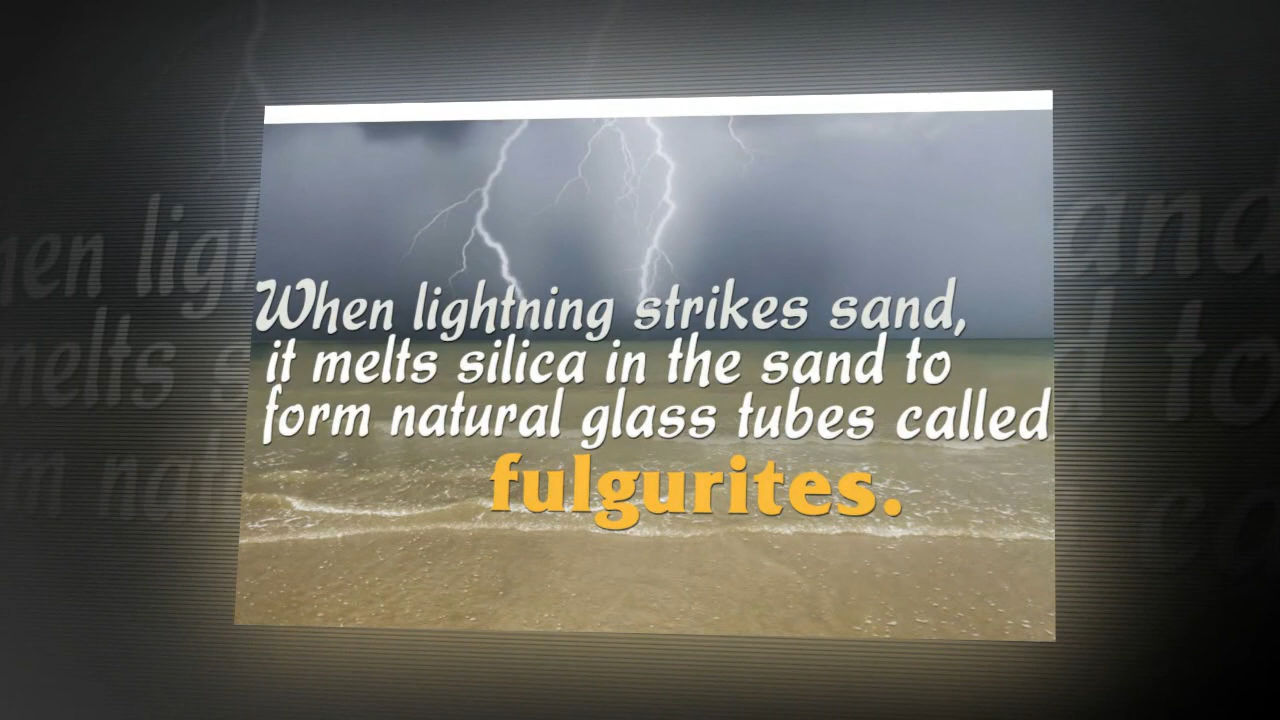 When lightning strikes sand,
it melts silica in the sand to
form natural glass tubes called
fulgurites.